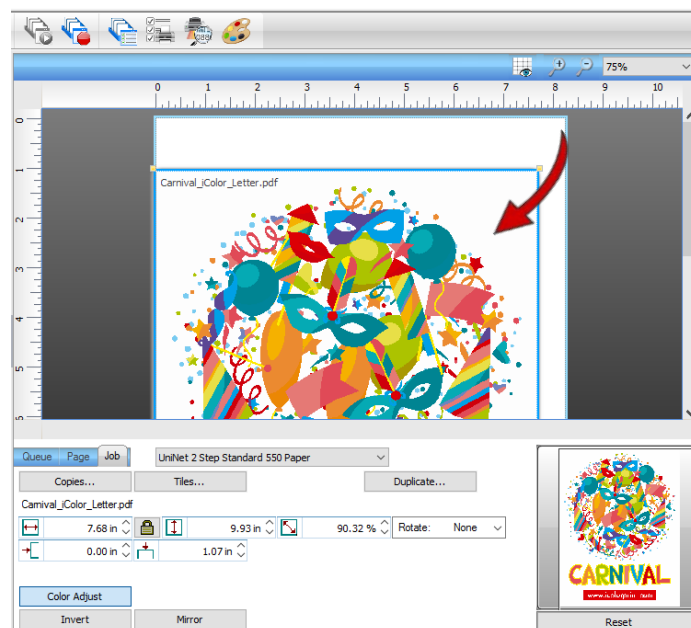 75%
0 1 2 3 4 5 6 7 8 9 10
0
1
Carnival_iColor_Letter.pdf
2
3
4
5
6
Queue Page Job UniNet 2 Step Standard 550 Paper
Copies... Tiles... Duplicate...
Carnival_iColor_Letter.pdf
7.68 in 9.93 in 90.32 % Rotate: None
0.00 in 1.07 in
CARNIVAL
Color Adjust
Invert Mirror Reset